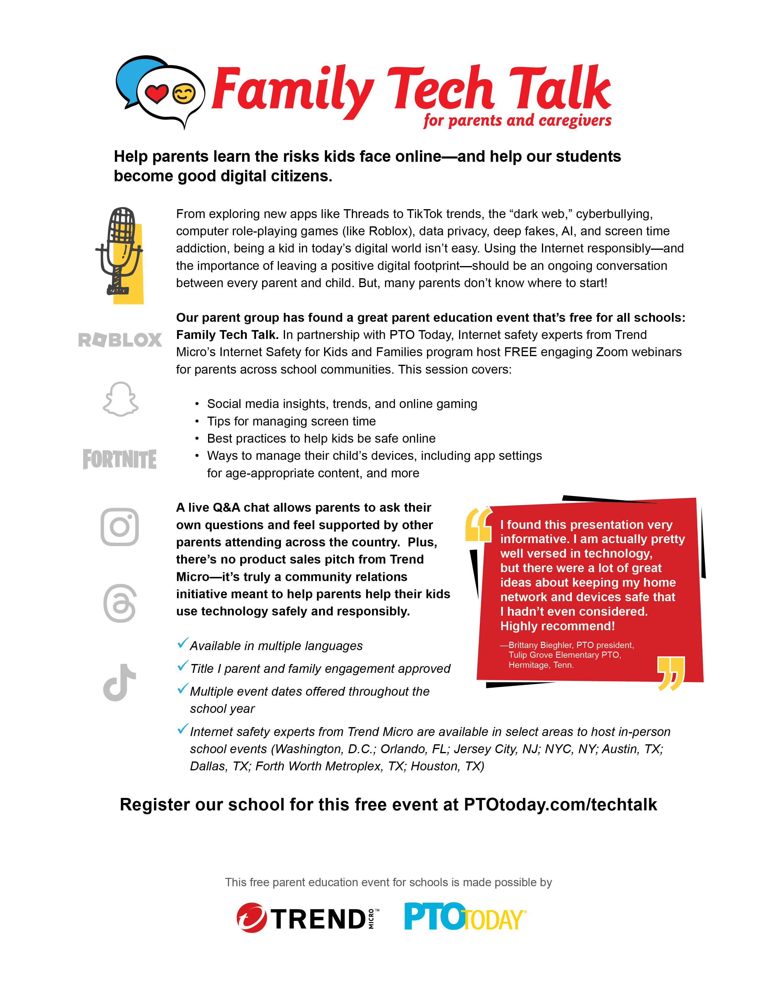 Family Tech Talk
for parents and caregivers
Help parents learn the risks kids face online—and help our students
become good digital citizens.
From exploring new apps like Threads to TikTok trends, the “dark web,” cyberbullying,
computer role-playing games (like Roblox), data privacy, deep fakes, AI, and screen time
addiction, being a kid in today’s digital world isn’t easy. Using the Internet responsibly—and
the importance of leaving a positive digital footprint—should be an ongoing conversation
between every parent and child. But, many parents don’t know where to start!
Our parent group has found a great parent education event that’s free for all schools:
Family Tech Talk. In partnership with PTO Today, Internet safety experts from Trend
Micro’s Internet Safety for Kids and Families program host FREE engaging Zoom webinars
for parents across school communities. This session covers:
ROBLOX
• Social media insights, trends, and online gaming
• Tips for managing screen time
• Best practices to help kids be safe online
• Ways to manage their child’s devices, including app settings
for age-appropriate content, and more
FORTNITE
A live Q&A chat allows parents to ask their
own questions and feel supported by other
parents attending across the country.  Plus,
there’s no product sales pitch from Trend
Micro—it’s truly a community relations
initiative meant to help parents help their kids
use technology safely and responsibly.
“I found this presentation very
informative. I am actually pretty
well versed in technology,
but there were a lot of great
ideas about keeping my home
network and devices safe that
I hadn’t even considered.
Highly recommend!
—Brittany Bieghler, PTO president,
Tulip Grove Elementary PTO,
Hermitage, Tenn.
”
✓ Available in multiple languages
✓ Title I parent and family engagement approved
✓ Multiple event dates offered throughout the
school year
✓ Internet safety experts from Trend Micro are available in select areas to host in-person
school events (Washington, D.C.; Orlando, FL; Jersey City, NJ; NYC, NY; Austin, TX;
Dallas, TX; Forth Worth Metroplex, TX; Houston, TX)
Register our school for this free event at PTOtoday.com/techtalk
This free parent education event for schools is made possible by
TREND MICRO™
PTO TODAY®